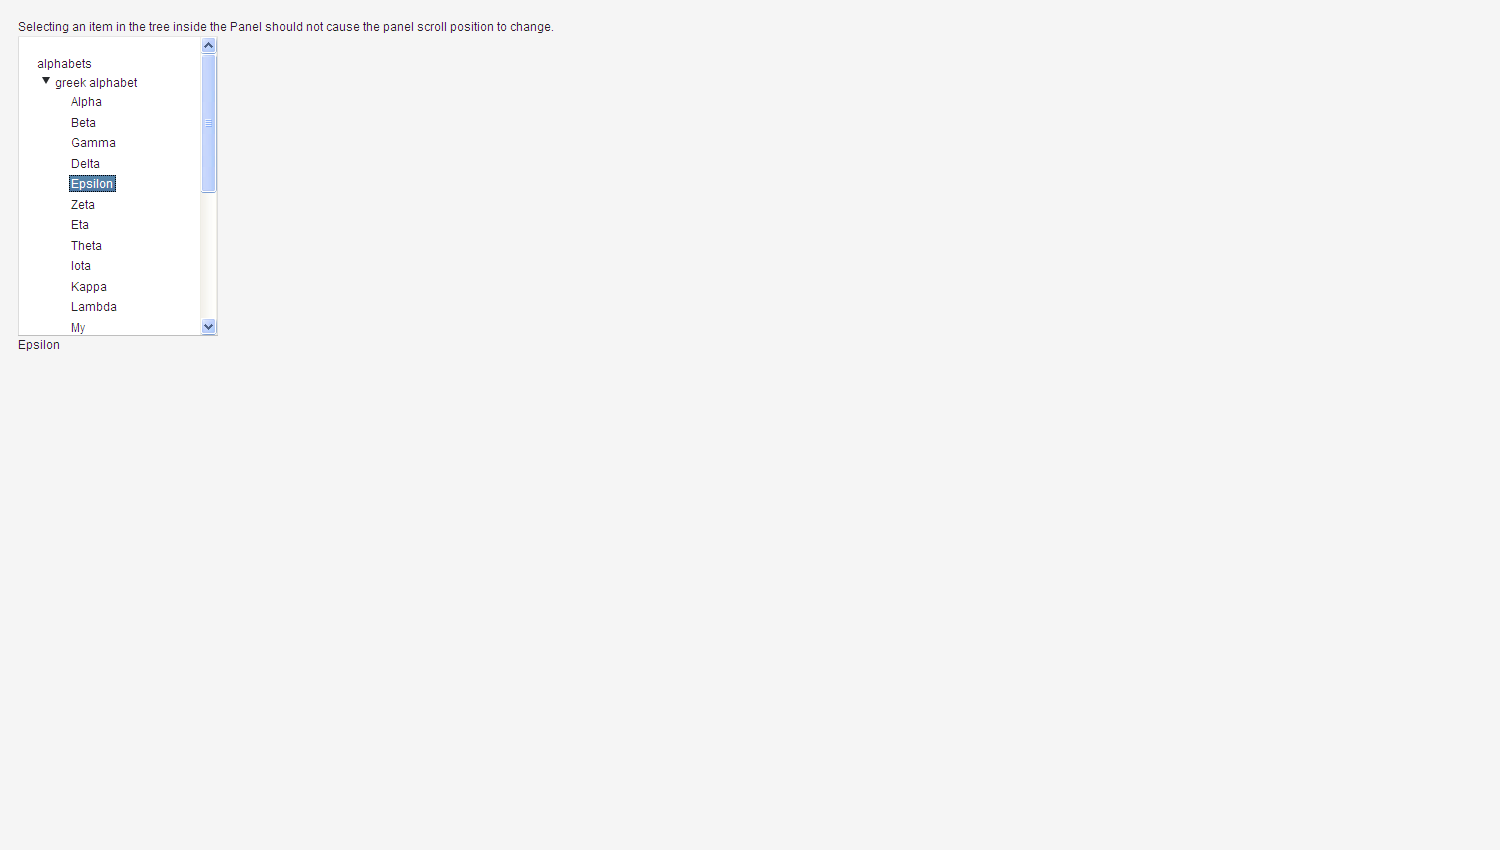 Selecting an item in the tree inside the Panel should not cause the panel scroll position to change.
alphabets
greek alphabet
Alpha
Beta
Gamma
Delta
Epsilon
Zeta
Eta
Theta
Iota
Kappa
Lambda
My
Epsilon